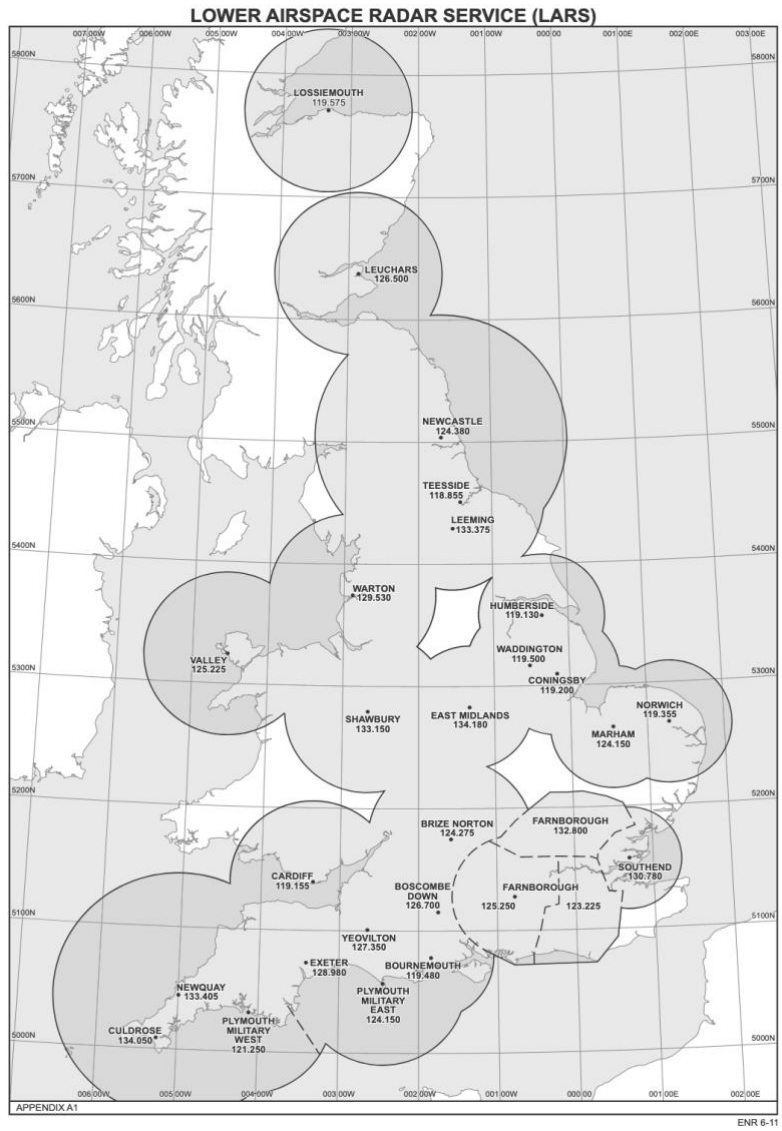 LOWER AIRSPACE RADAR SERVICE (LARS)
007.00W 006.00W 005.00W 004.00W 003.00W 002.00W 001.00W 000.00 001.00E 002.00E 003.00E
5800N 5800N
LOSSIEMOUTH
119.575
5700N 5700N
LEUCHARS
126.500
5600N 5600N
NEWCASTLE
124.380
5500N 5500N
TEESSIDE
118.855
LEEMING
133.375
5400N 5400N
WARTON
129.530
HUMBERSIDE
119.130
VALLEY
125.225
WADDINGTON
119.500
5300N 5300N
CONINGSBY
119.200
SHAWBURY
133.150
EAST MIDLANDS
134.180
NORWICH
119.355
MARHAM
124.150
5200N 5200N
BRIZE NORTON
124.275
FARNBOROUGH
132.800
SOUTHEND
130.780
CARDIFF
119.155
BOSCOMBE
DOWN
126.700
FARNBOROUGH
125.250 123.225
5100N 5100N
YEOVILTON
127.350
EXETER
128.980
BOURNEMOUTH
119.480
NEWQUAY
133.405
PLYMOUTH
MILITARY
EAST
124.150
PLYMOUTH
MILITARY
WEST
121.250
CULDROSE
134.050
5000N 5000N
006.00W 005.00W 004.00W 003.00W 002.00W 001.00W 000.00 001.00E 002.00E
APPENDIX A1
ENR 6-11